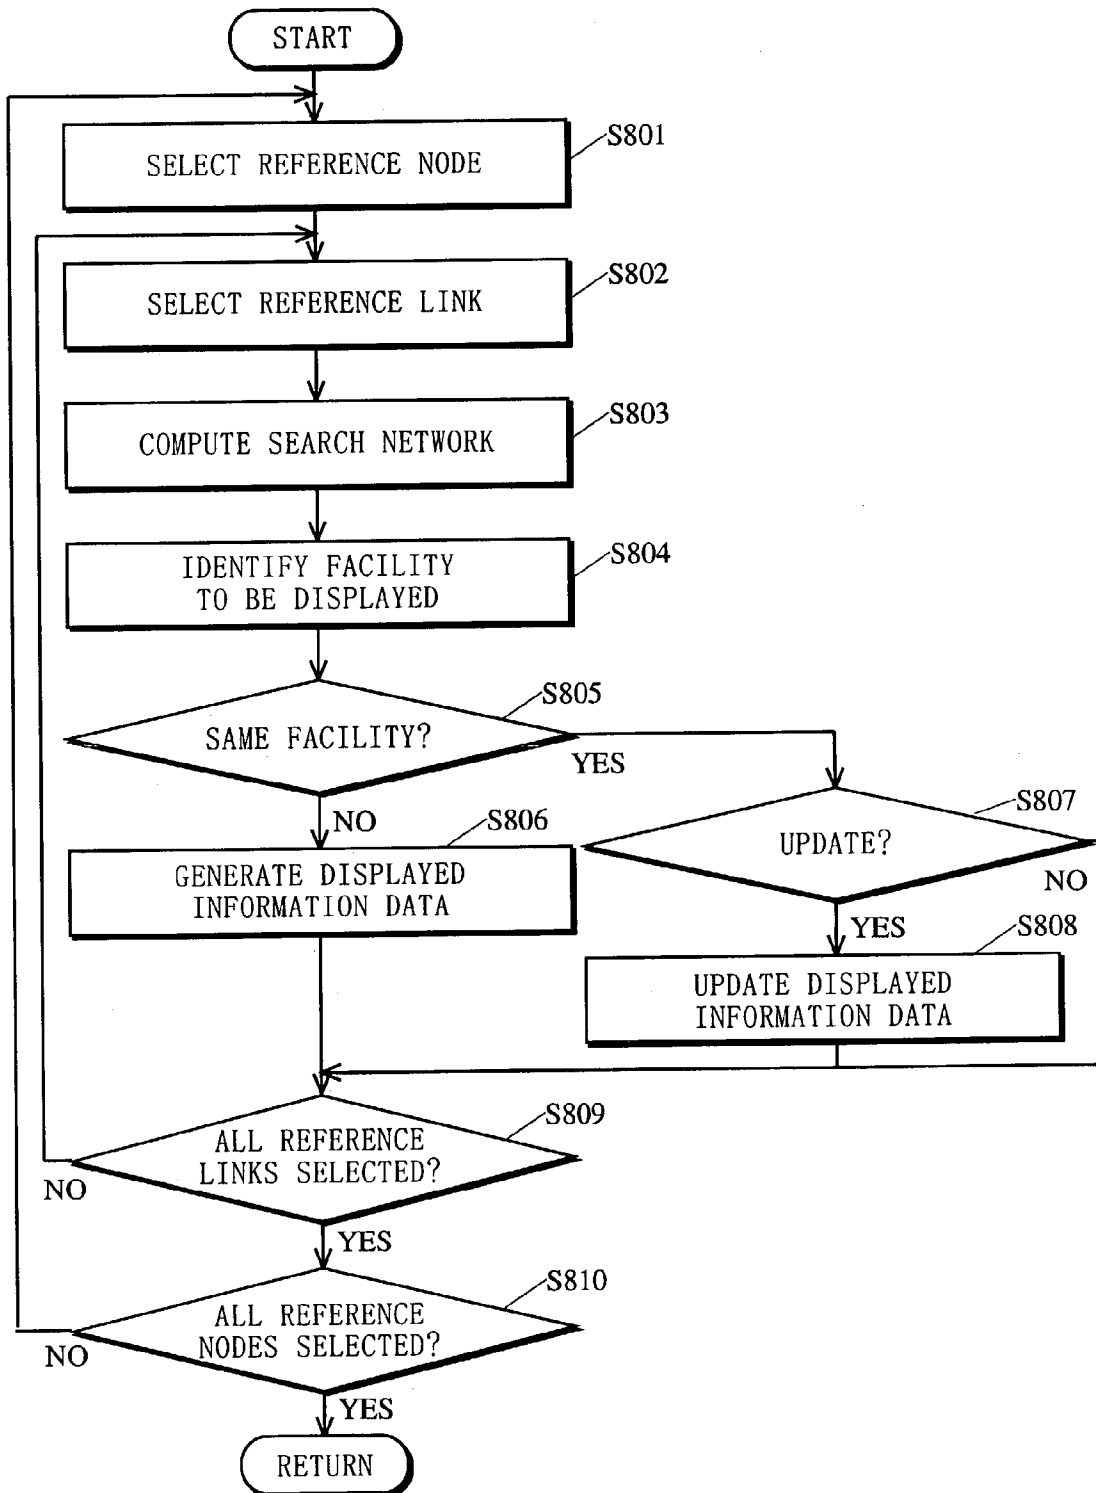 START
S801
SELECT REFERENCE NODE
S802
SELECT REFERENCE LINK
S803
COMPUTE SEARCH NETWORK
S804
IDENTIFY FACILITY
TO BE DISPLAYED
S805
SAME FACILITY?
YES
NO
S806
GENERATE DISPLAYED
INFORMATION DATA
S807
UPDATE?
NO
YES
S808
UPDATE DISPLAYED
INFORMATION DATA
S809
ALL REFERENCE
LINKS SELECTED?
NO
YES
S810
ALL REFERENCE
NODES SELECTED?
NO
YES
RETURN